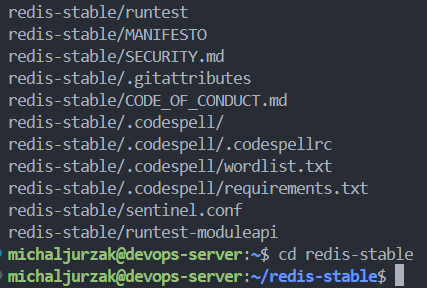 redis-stable/runtest
redis-stable/MANIFESTO
redis-stable/SECURITY.md
redis-stable/.gitattributes
redis-stable/CODE_OF_CONDUCT.md
redis-stable/.codespell/
redis-stable/.codespell/.codespellrc
redis-stable/.codespell/wordlist.txt
redis-stable/.codespell/requirements.txt
redis-stable/sentinel.conf
redis-stable/runtest-moduleapi
michaljurzak@devops-server:~$ cd redis-stable
michaljurzak@devops-server:~/redis-stable$